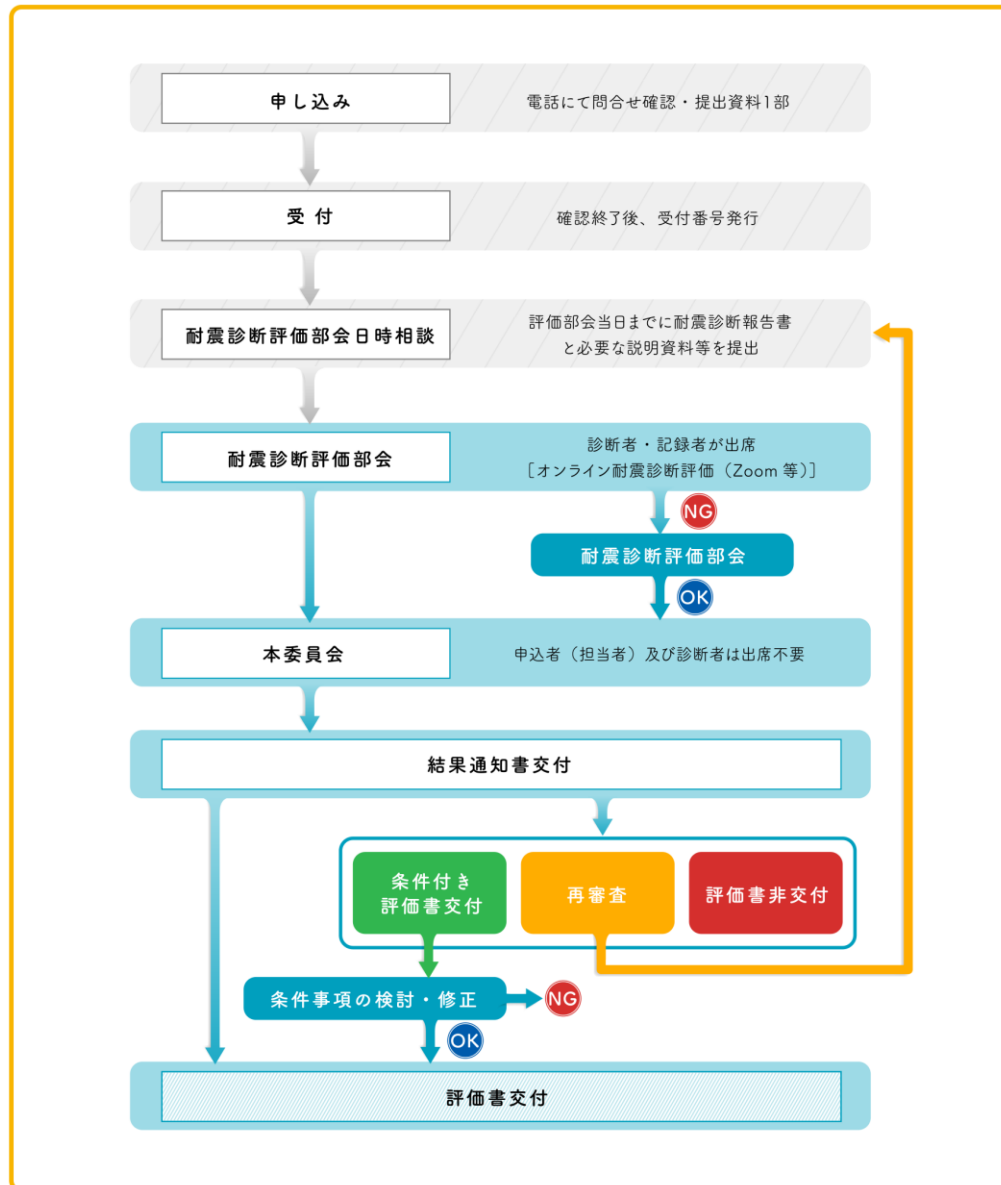 申し込み
電話にて問合せ確認・提出資料1部
受 付
確認終了後、受付番号発行
耐震診断評価部会日時相談
評価部会当日までに耐震診断報告書
と必要な説明資料等を提出
耐震診断評価部会
診断者・記録者が出席
［オンライン耐震診断評価（Zoom 等）］
NG
耐震診断評価部会
OK
本委員会
申込者（担当者）及び診断者は出席不要
結果通知書交付
条件付き
評価書交付
再審査
評価書非交付
条件事項の検討・修正
NG
OK
評価書交付